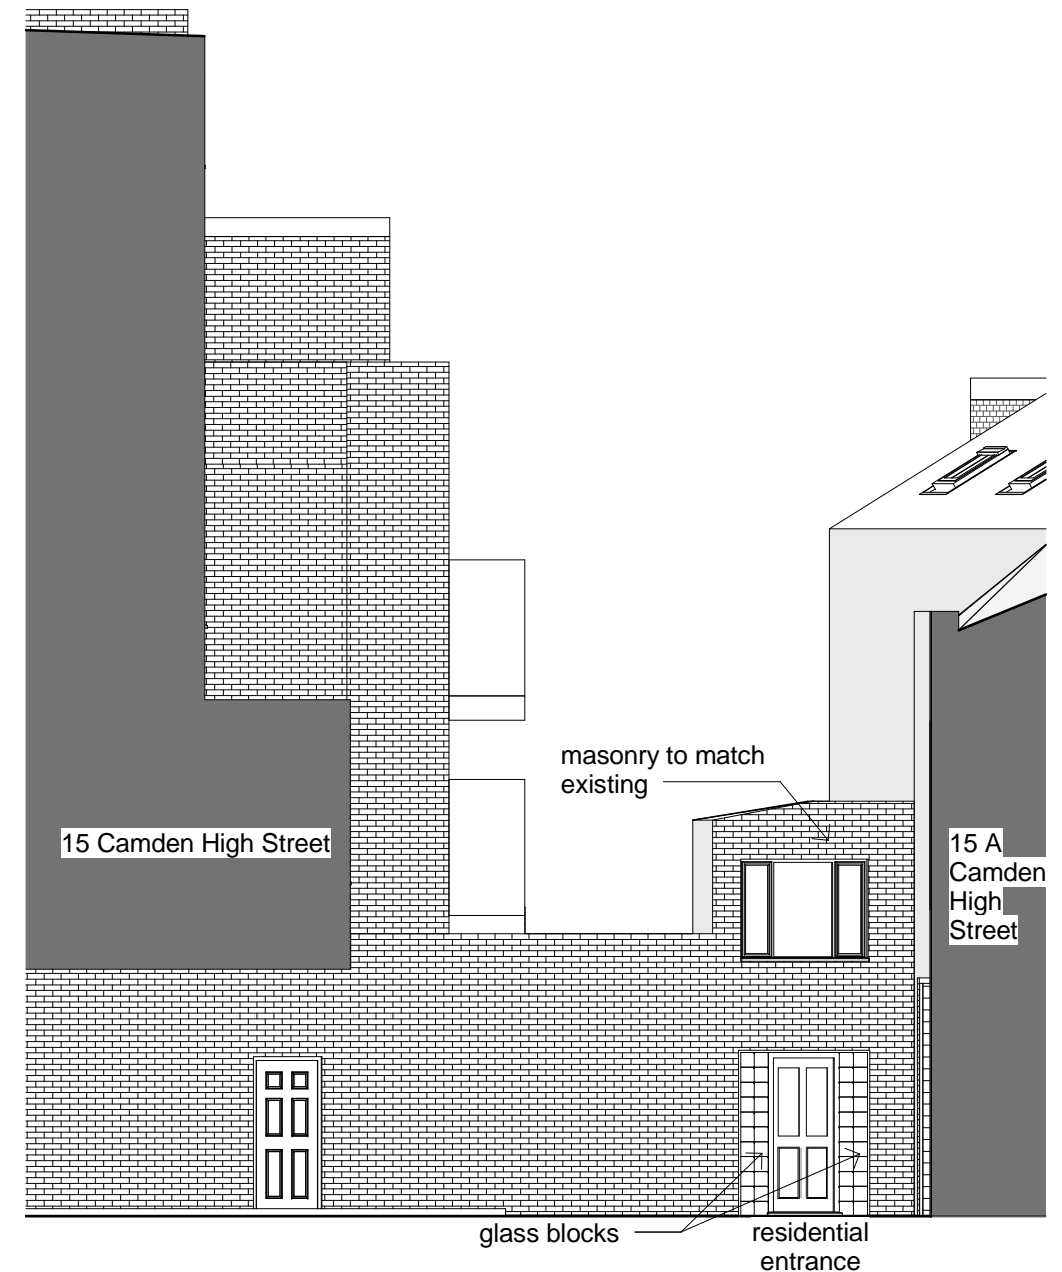 masonry to match
existing
15 Camden High Street
15 A
Camden
High
Street
glass blocks
residential
entrance